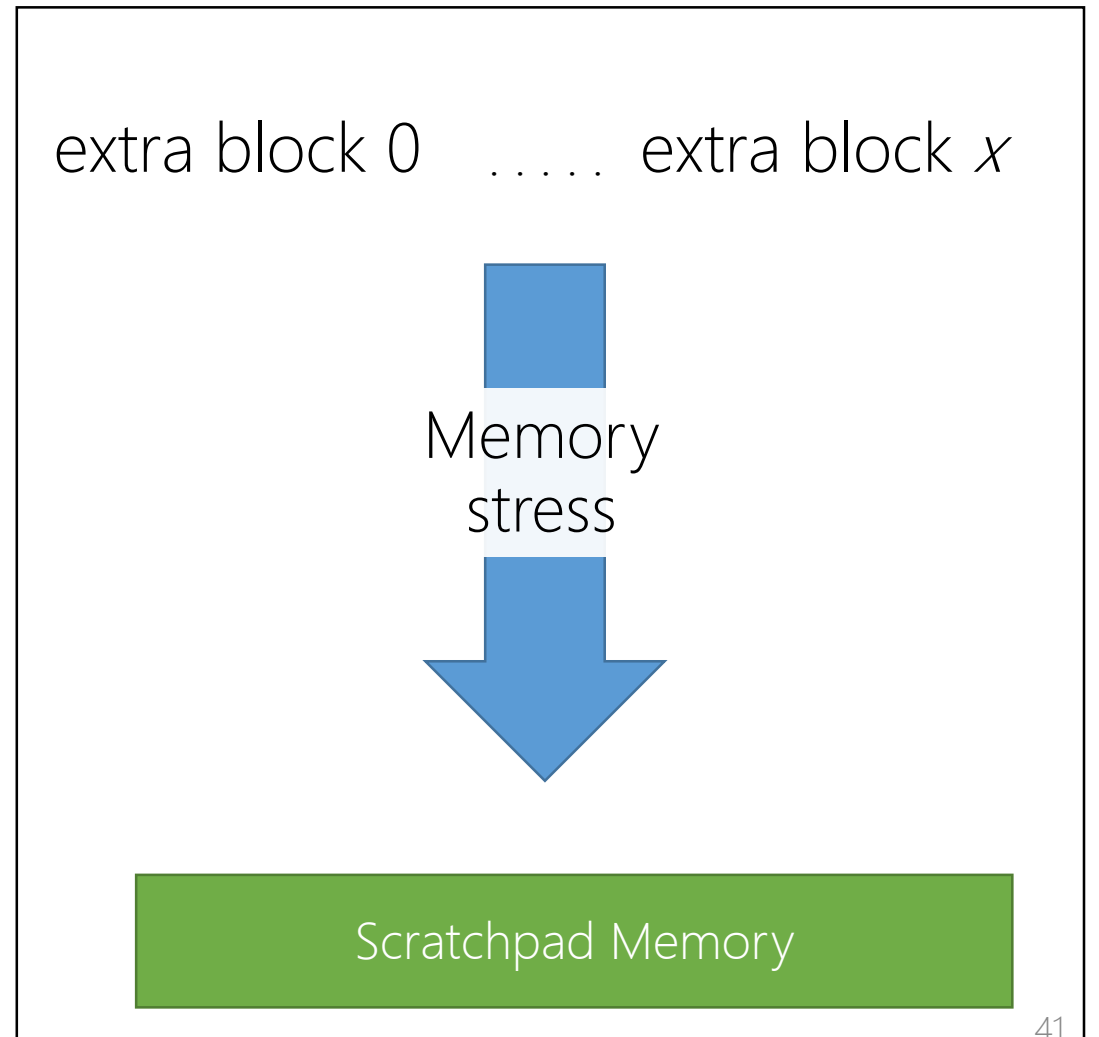 extra block 0 ..... extra block x
Memory
stress
Scratchpad Memory
41